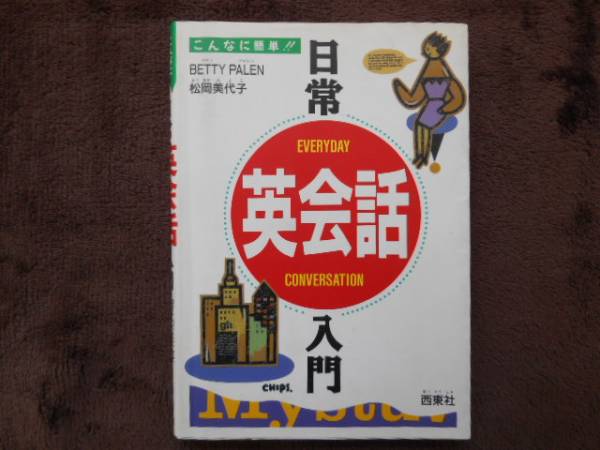 こんなに簡単!!
BETTY PALEN
松岡美代子
日常
EVERYDAY
英会話
CONVERSATION
入門
CHIPS.
西東社